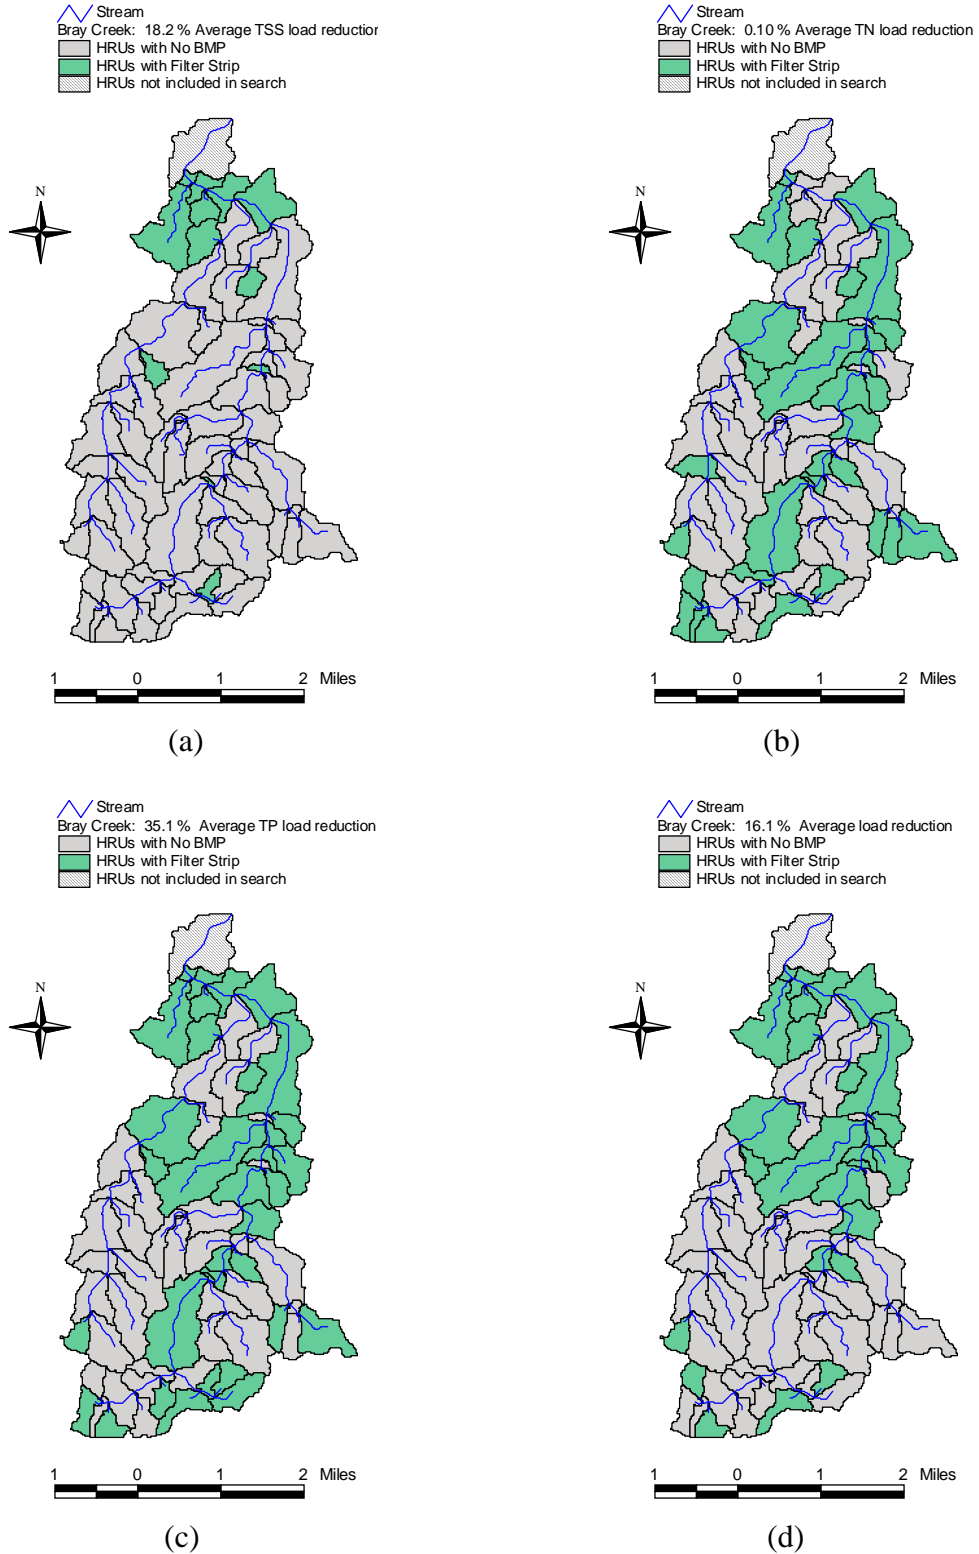 Stream
Bray Creek: 18.2 % Average TSS load reduction
HRUs with No BMP
HRUs with Filter Strip
HRUs not included in search
N
1 0 1 2 Miles
(a)
Stream
Bray Creek: 0.10 % Average TN load reduction
HRUs with No BMP
HRUs with Filter Strip
HRUs not included in search
N
1 0 1 2 Miles
(b)
Stream
Bray Creek: 35.1 % Average TP load reduction
HRUs with No BMP
HRUs with Filter Strip
HRUs not included in search
N
1 0 1 2 Miles
(c)
Stream
Bray Creek: 16.1 % Average load reduction
HRUs with No BMP
HRUs with Filter Strip
HRUs not included in search
N
1 0 1 2 Miles
(d)